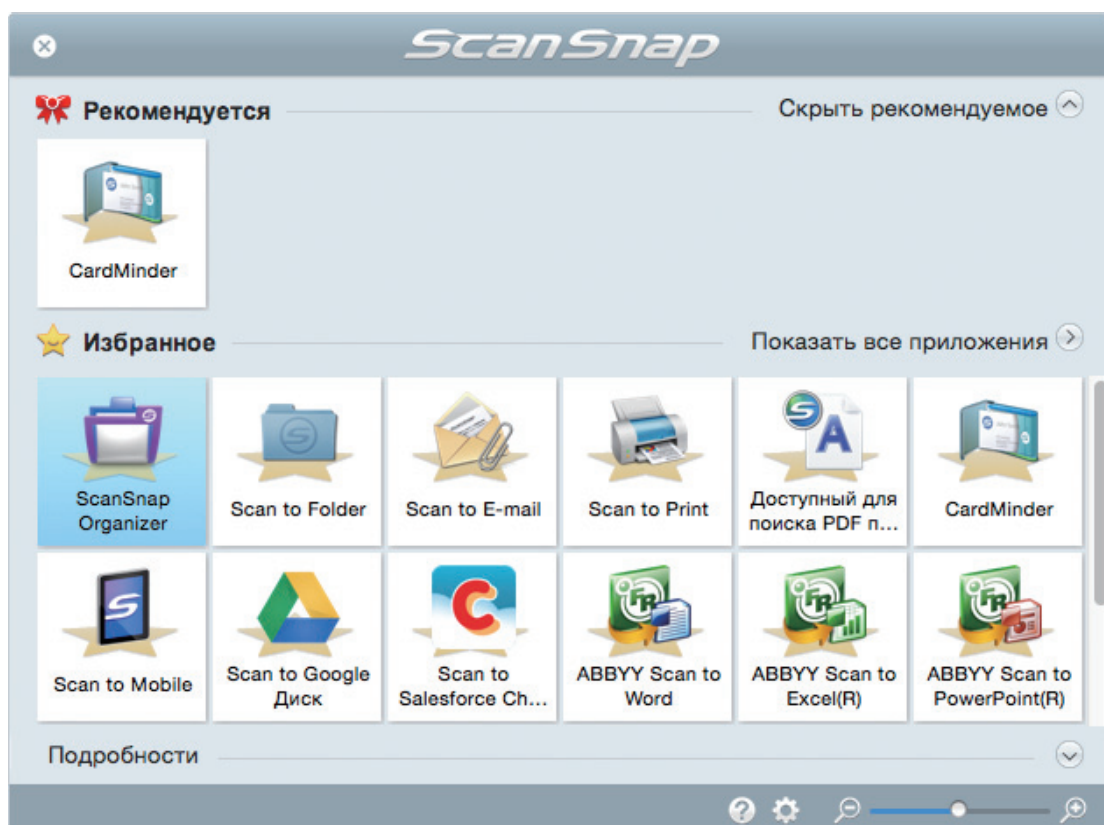 ScanSnap
Рекомендуется
Скрыть рекомендуемое
CardMinder
Избранное
Показать все приложения
ScanSnap
Organizer
Scan to Folder
Scan to E-mail
Scan to Print
Доступный для
поиска PDF п...
CardMinder
Scan to Mobile
Scan to Google
Диск
Scan to
Salesforce Ch...
ABBYY Scan to
Word
ABBYY Scan to
Excel(R)
ABBYY Scan to
PowerPoint(R)
Подробности